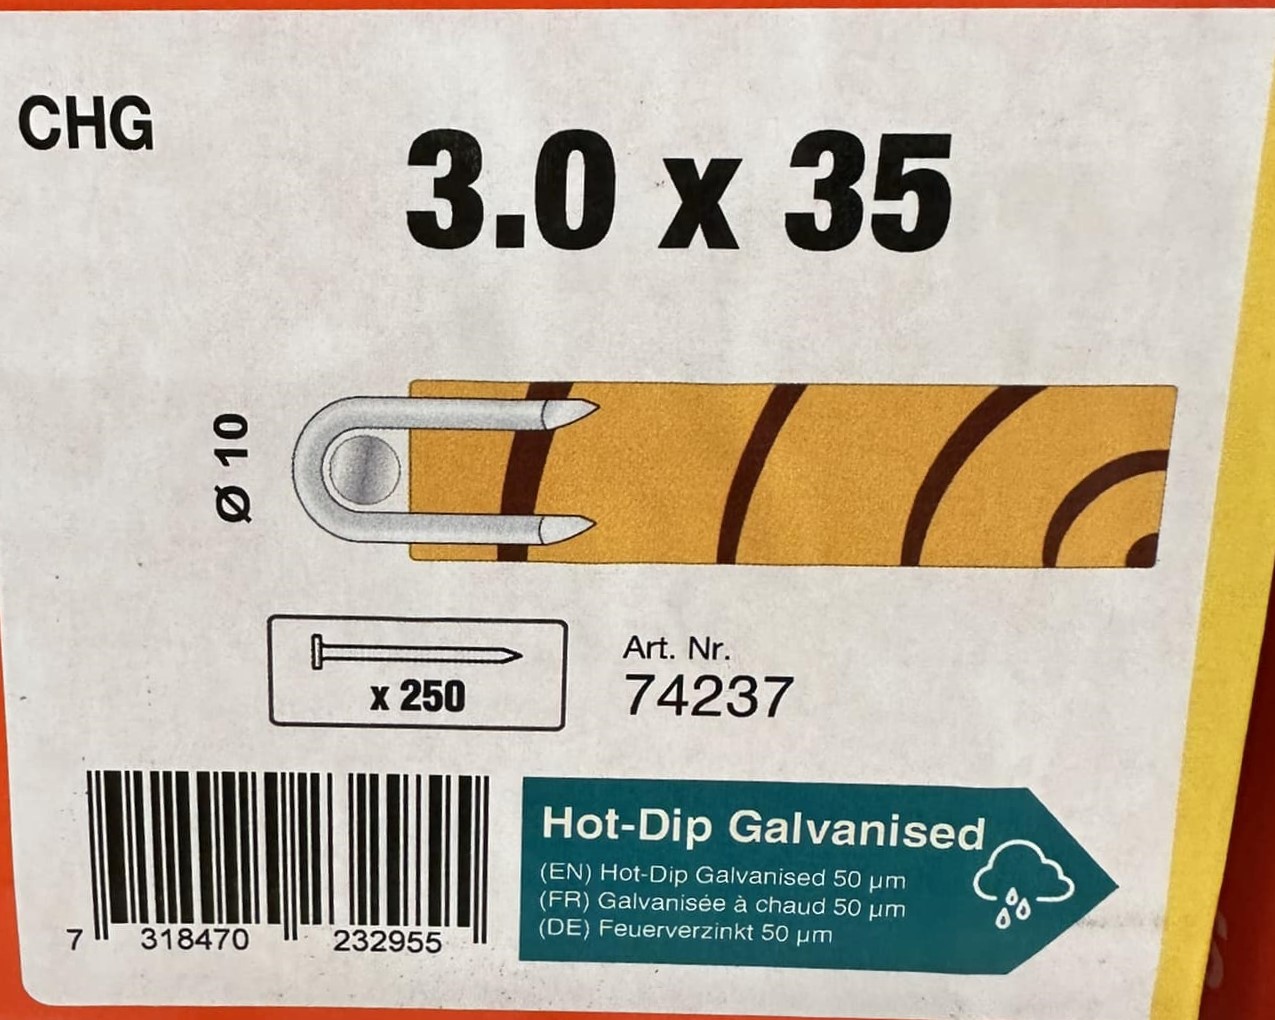 CHG
3.0 x 35
Ø 10
x 250
Art. Nr.
74237
7 318470 232955
Hot-Dip Galvanised
(EN) Hot-Dip Galvanised 50 µm
(FR) Galvanisée à chaud 50 µm
(DE) Feuerverzinkt 50 µm